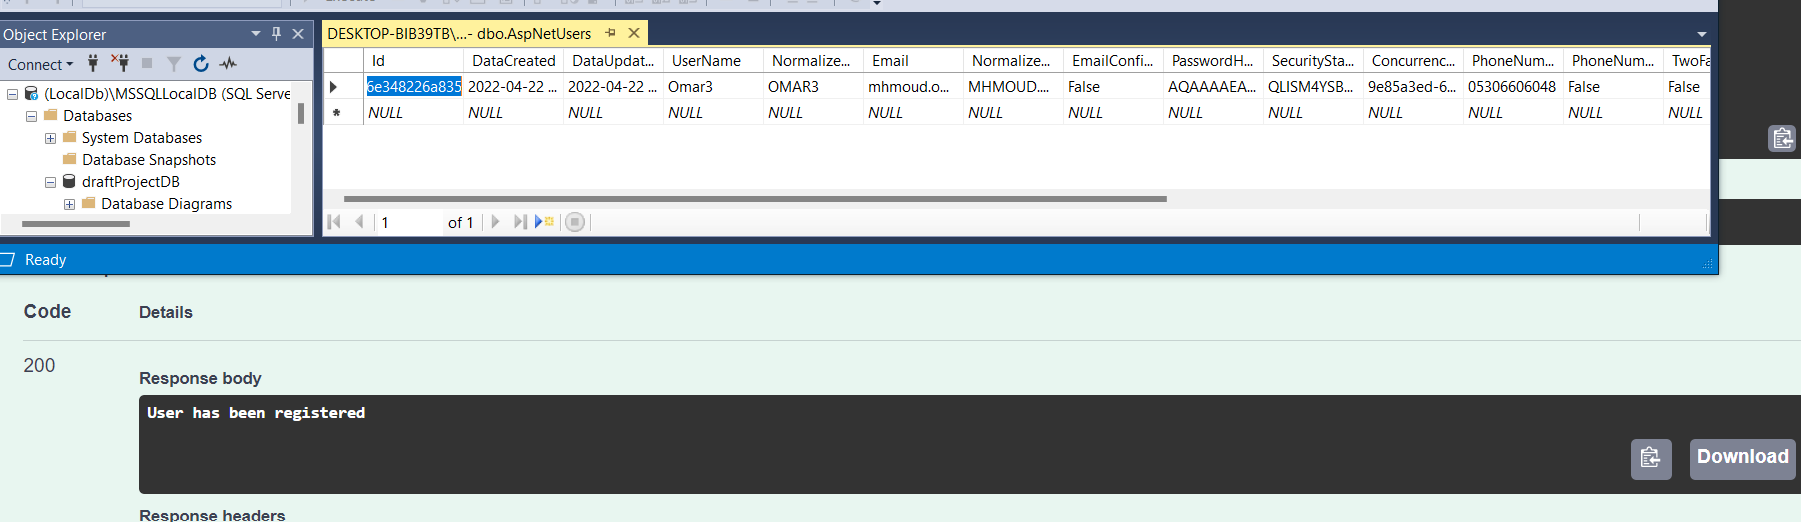 Object Explorer
Connect
(LocalDb)\MSSQLLocalDB (SQL Serve
Databases
System Databases
Database Snapshots
draftProjectDB
Database Diagrams
DESKTOP-BIB39TB\...- dbo.AspNetUsers
Id DataCreated DataUpdat... UserName Normalize... Email Normalize... EmailConfi... PasswordH... SecuritySta... Concurrenc... PhoneNum... PhoneNum... TwoFa
6e348226a835 2022-04-22 ... 2022-04-22 ... Omar3 OMAR3 mhmoud.o... MHMOUD.... False AQAAAAEA... QLISM4YSB... 9e85a3ed-6... 05306606048 False False
* NULL NULL NULL NULL NULL NULL NULL NULL NULL NULL NULL NULL NULL NULL
1 of 1
Ready
Code Details
200
Response body
User has been registered
Download
Response headers